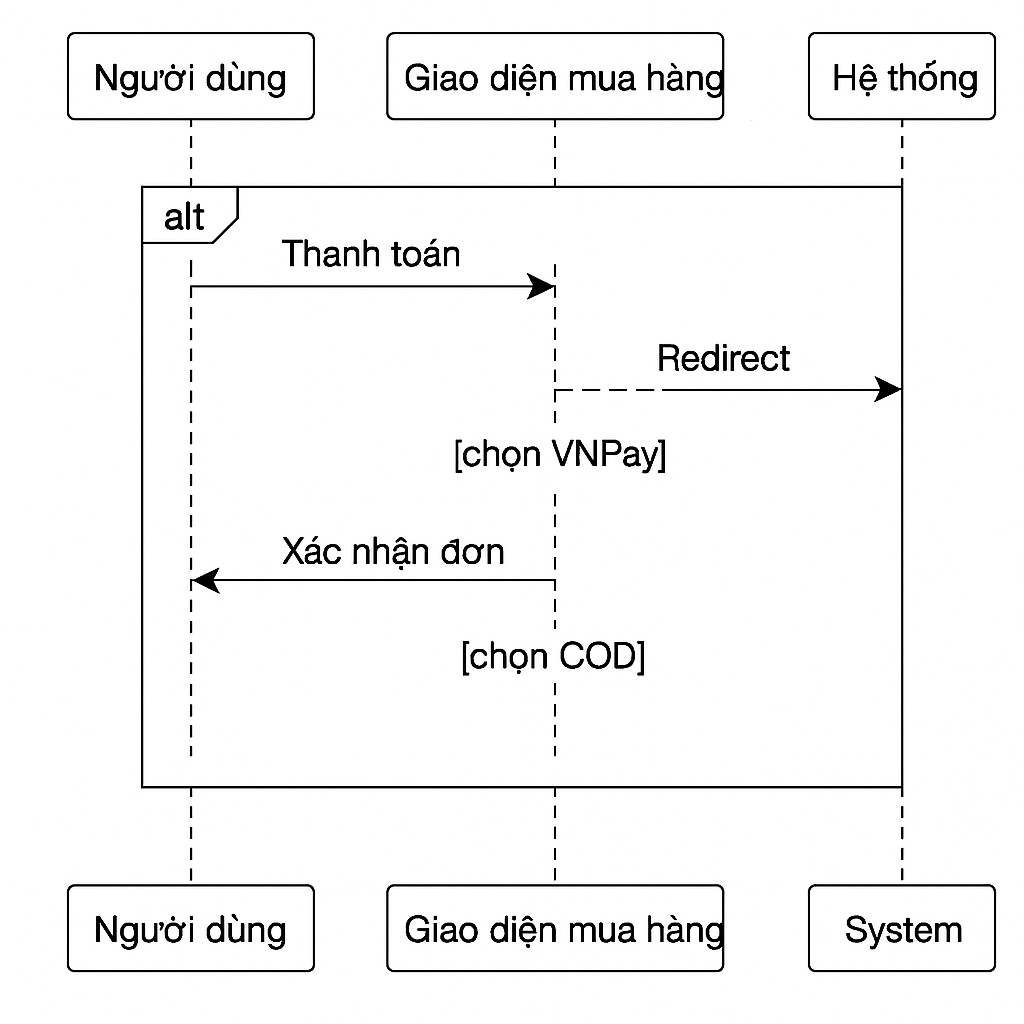 Người dùng
Giao diện mua hàng
Hệ thống
alt
Thanh toán
Redirect
[chọn VNPay]
Xác nhận đơn
[chọn COD]
Người dùng
Giao diện mua hàng
System